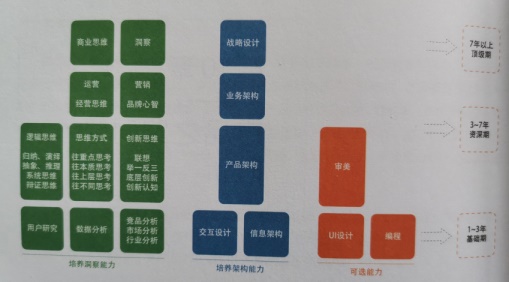 商业思维
洞察
战略设计
7年以上
顶级期
运营
经营思维
营销
品牌心智
业务架构
3~7年
资深期
逻辑思维
归纳、演绎
抽象、推理
系统思维
辩证思维
思维方式
往重点思考
往本质思考
往上层思考
往不同思考
创新思维
联想
举一反三
底层创新
创新认知
产品架构
审美
用户研究
数据分析
竞品分析
市场分析
行业分析
交互设计
信息架构
UI设计
编程
1~3年
基础期
培养洞察能力
培养架构能力
可选能力